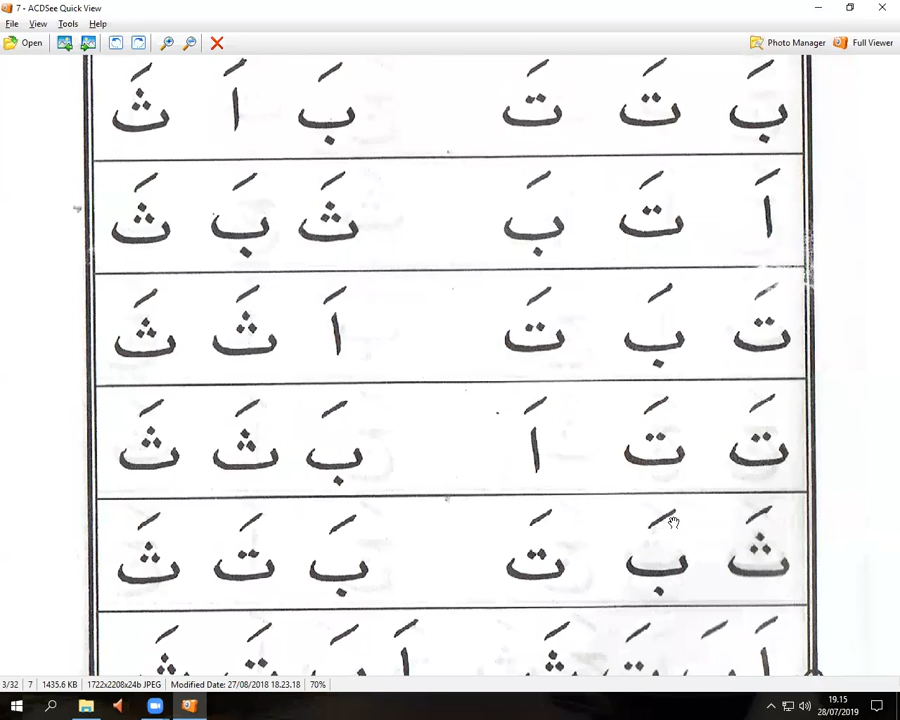 7 - ACDSee Quick View
File View Tools Help
Open Photo Manager Full Viewer
بَ تَ تَ بَ اَ ثَ
اَ تَ بَ ثَ بَ ثَ
تَ بَ تَ اَ ثَ ثَ
تَ تَ اَ بَ ثَ ثَ
ثَ بَ تَ بَ تَ ثَ
3/32 7 1435.6 KB 1722x2208x24b JPEG Modified Date: 27/08/2018 18.23.18 70%
19.15
28/07/2019